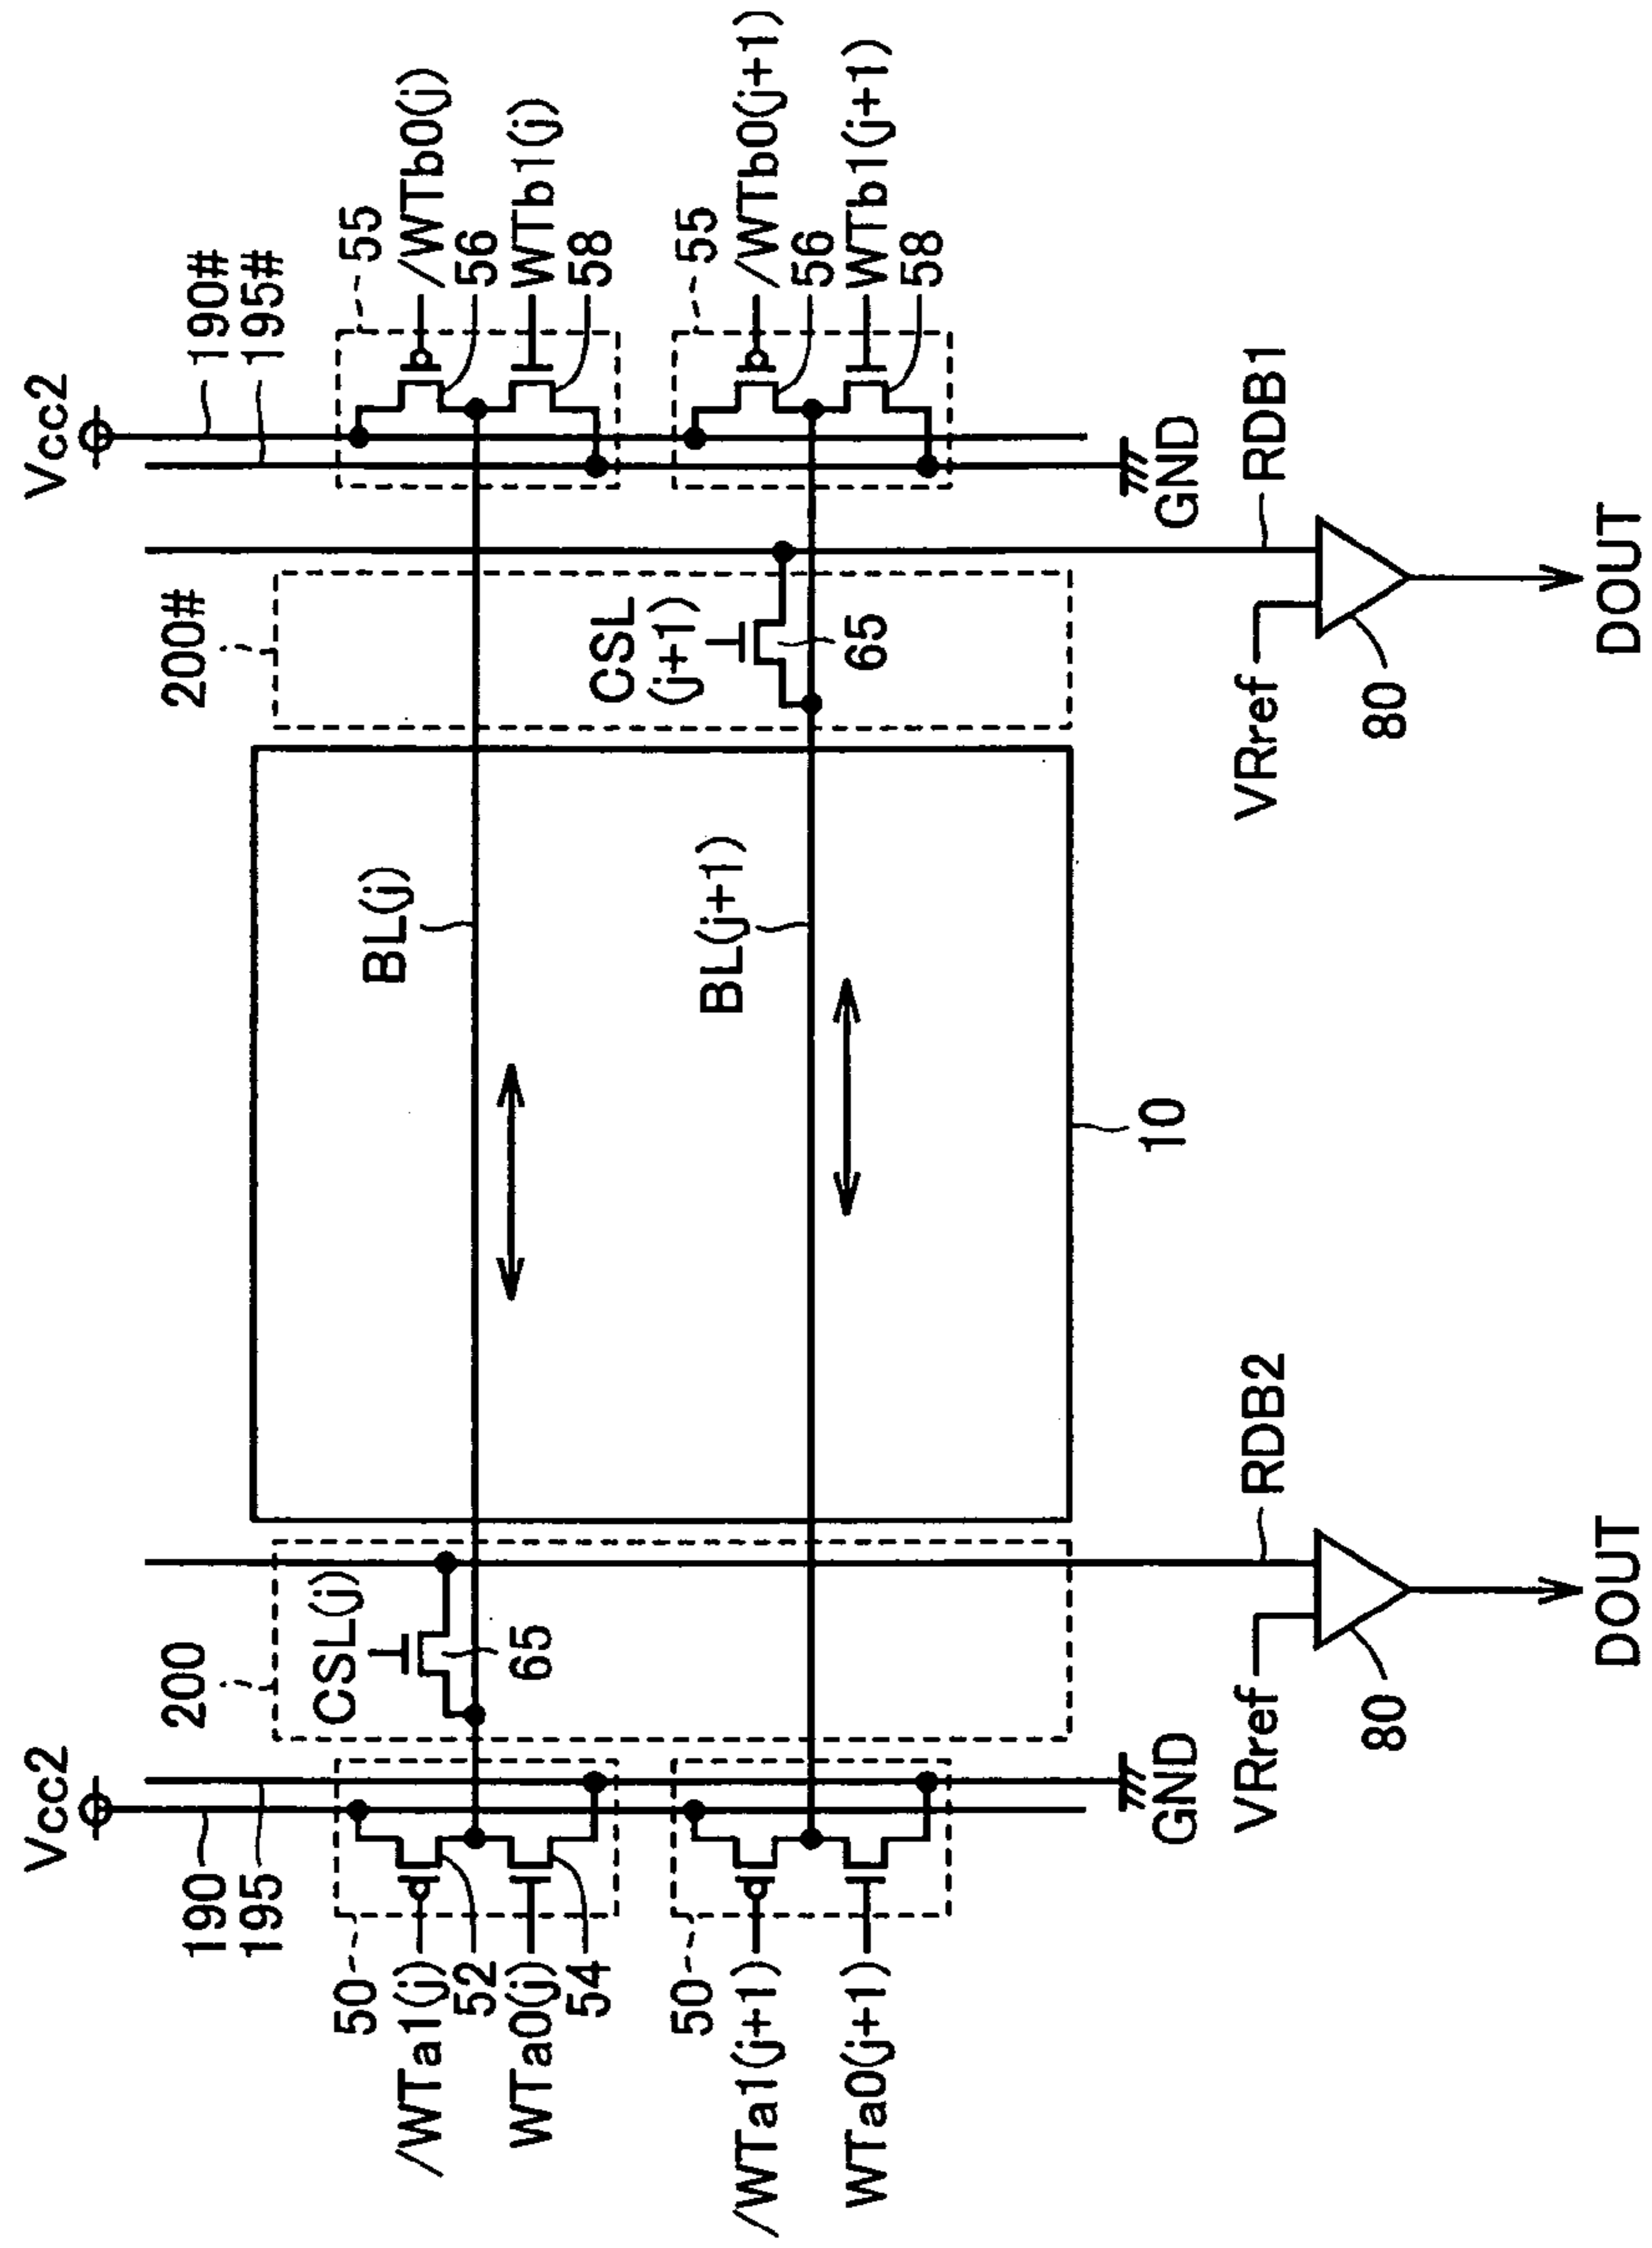 Vcc2
Vcc2
190
195
200
200#
190#
195#
50
/WTa1(j)
52
WTa0(j)
54
CSL(j)
65
BL(j)
55
/WTb0(j)
56
WTb1(j)
58
50
/WTa1(j+1)
WTa0(j+1)
BL(j+1)
CSL
(j+1)
65
55
/WTb0(j+1)
56
WTb1(j+1)
58
GND
10
GND
VRref
RDB2
80
DOUT
VRref
RDB1
80
DOUT